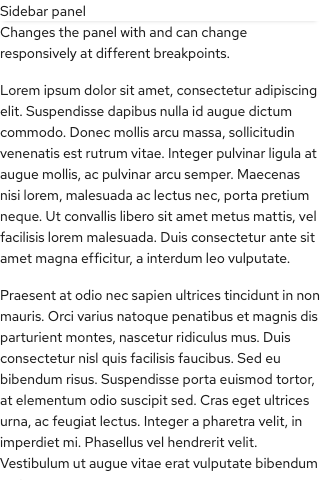 Sidebar panel
Changes the panel with and can change
responsively at different breakpoints.
Lorem ipsum dolor sit amet, consectetur adipiscing
elit. Suspendisse dapibus nulla id augue dictum
commodo. Donec mollis arcu massa, sollicitudin
venenatis est rutrum vitae. Integer pulvinar ligula at
augue mollis, ac pulvinar arcu semper. Maecenas
nisi lorem, malesuada ac lectus nec, porta pretium
neque. Ut convallis libero sit amet metus mattis, vel
facilisis lorem malesuada. Duis consectetur ante sit
amet magna efficitur, a interdum leo vulputate.
Praesent at odio nec sapien ultrices tincidunt in non
mauris. Orci varius natoque penatibus et magnis dis
parturient montes, nascetur ridiculus mus. Duis
consectetur nisl quis facilisis faucibus. Sed eu
bibendum risus. Suspendisse porta euismod tortor,
at elementum odio suscipit sed. Cras eget ultrices
urna, ac feugiat lectus. Integer a pharetra velit, in
imperdiet mi. Phasellus vel hendrerit velit.
Vestibulum ut augue vitae erat vulputate bibendum